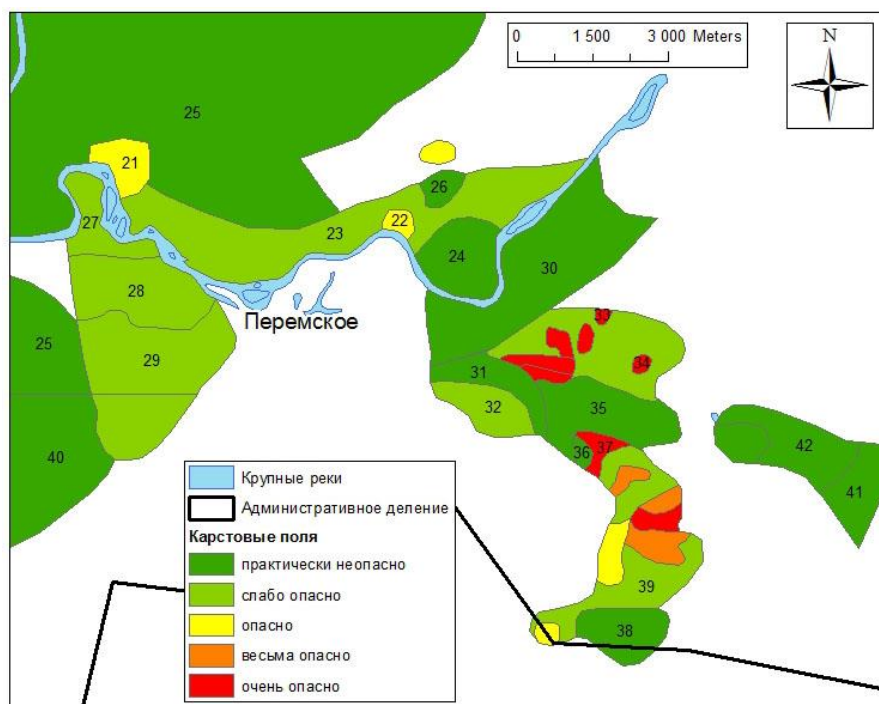 0 1 500 3 000 Meters
N
25
21
26
27
22
23
24
30
28
Перемское
33
25
29
34
31
32
35
36 37
42
40
41
39
38
Крупные реки
Административное деление
Карстовые поля
практически неопасно
слабо опасно
опасно
весьма опасно
очень опасно